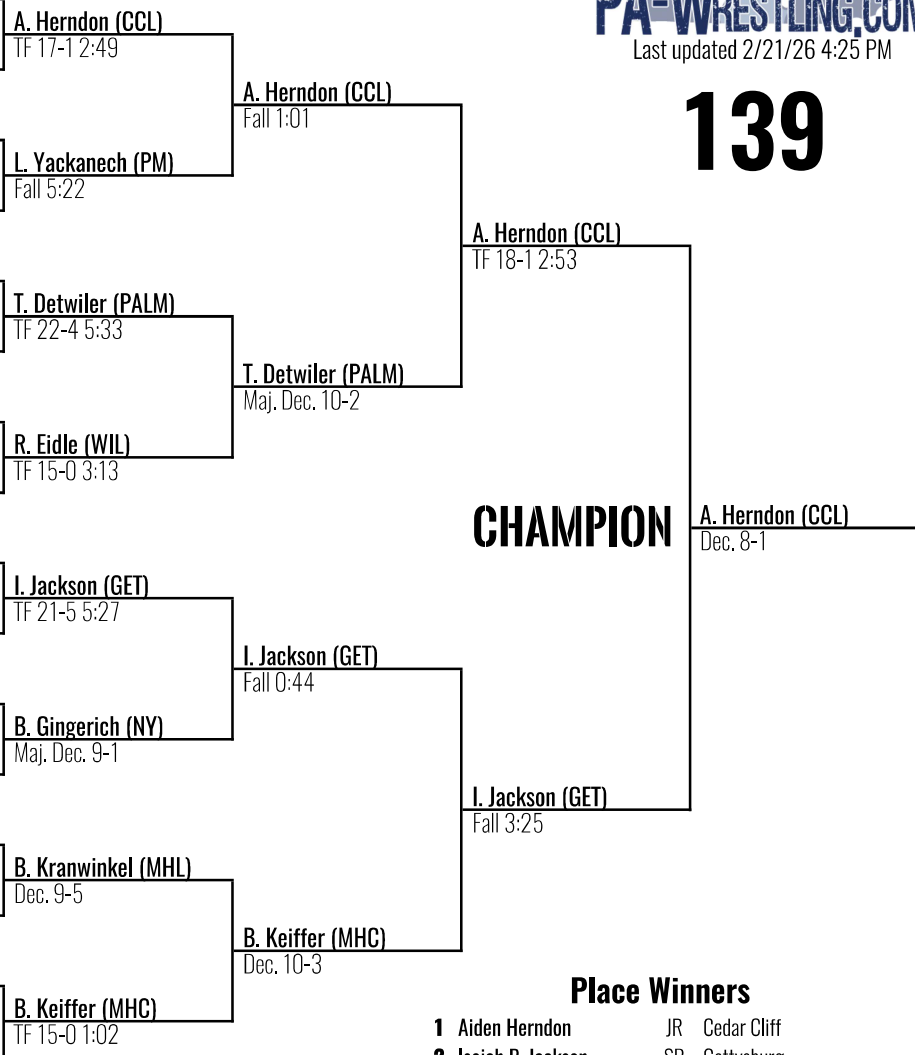 PA-WRESTLING.COM
Last updated 2/21/26 4:25 PM
139
A. Herndon (CCL)
TF 17-1 2:49
A. Herndon (CCL)
Fall 1:01
L. Yackanech (PM)
Fall 5:22
A. Herndon (CCL)
TF 18-1 2:53
T. Detwiler (PALM)
TF 22-4 5:33
T. Detwiler (PALM)
Maj. Dec. 10-2
R. Eidle (WIL)
TF 15-0 3:13
CHAMPION
A. Herndon (CCL)
Dec. 8-1
I. Jackson (GET)
TF 21-5 5:27
I. Jackson (GET)
Fall 0:44
B. Gingerich (NY)
Maj. Dec. 9-1
I. Jackson (GET)
Fall 3:25
B. Kranwinkel (MHL)
Dec. 9-5
B. Keiffer (MHC)
Dec. 10-3
B. Keiffer (MHC)
TF 15-0 1:02
Place Winners
1 Aiden Herndon JR Cedar Cliff
2 Isaiah R Jackson SR Gettysburg